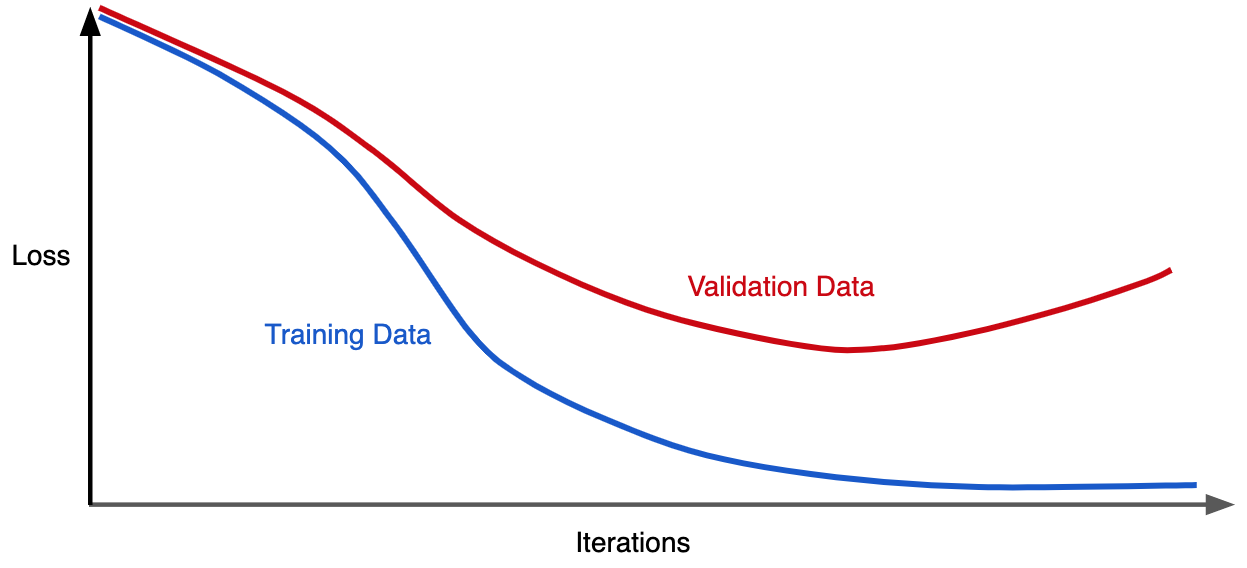 Loss
Validation Data
Training Data
Iterations